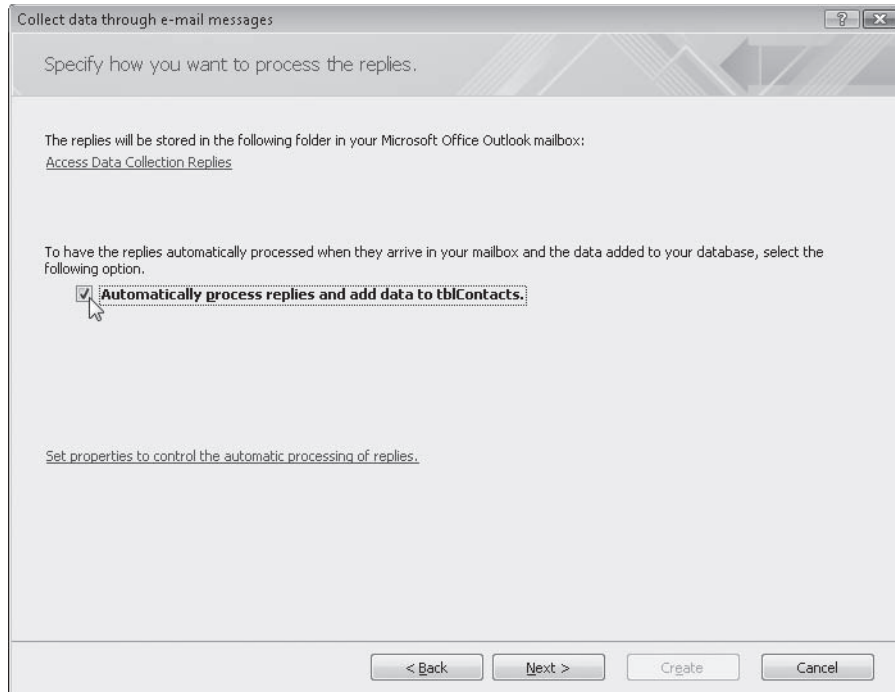 Collect data through e-mail messages
Specify how you want to process the replies.
The replies will be stored in the following folder in your Microsoft Office Outlook mailbox:
Access Data Collection Replies
To have the replies automatically processed when they arrive in your mailbox and the data added to your database, select the
following option.
Automatically process replies and add data to tblContacts.
Set properties to control the automatic processing of replies.
< Back Next > Create Cancel